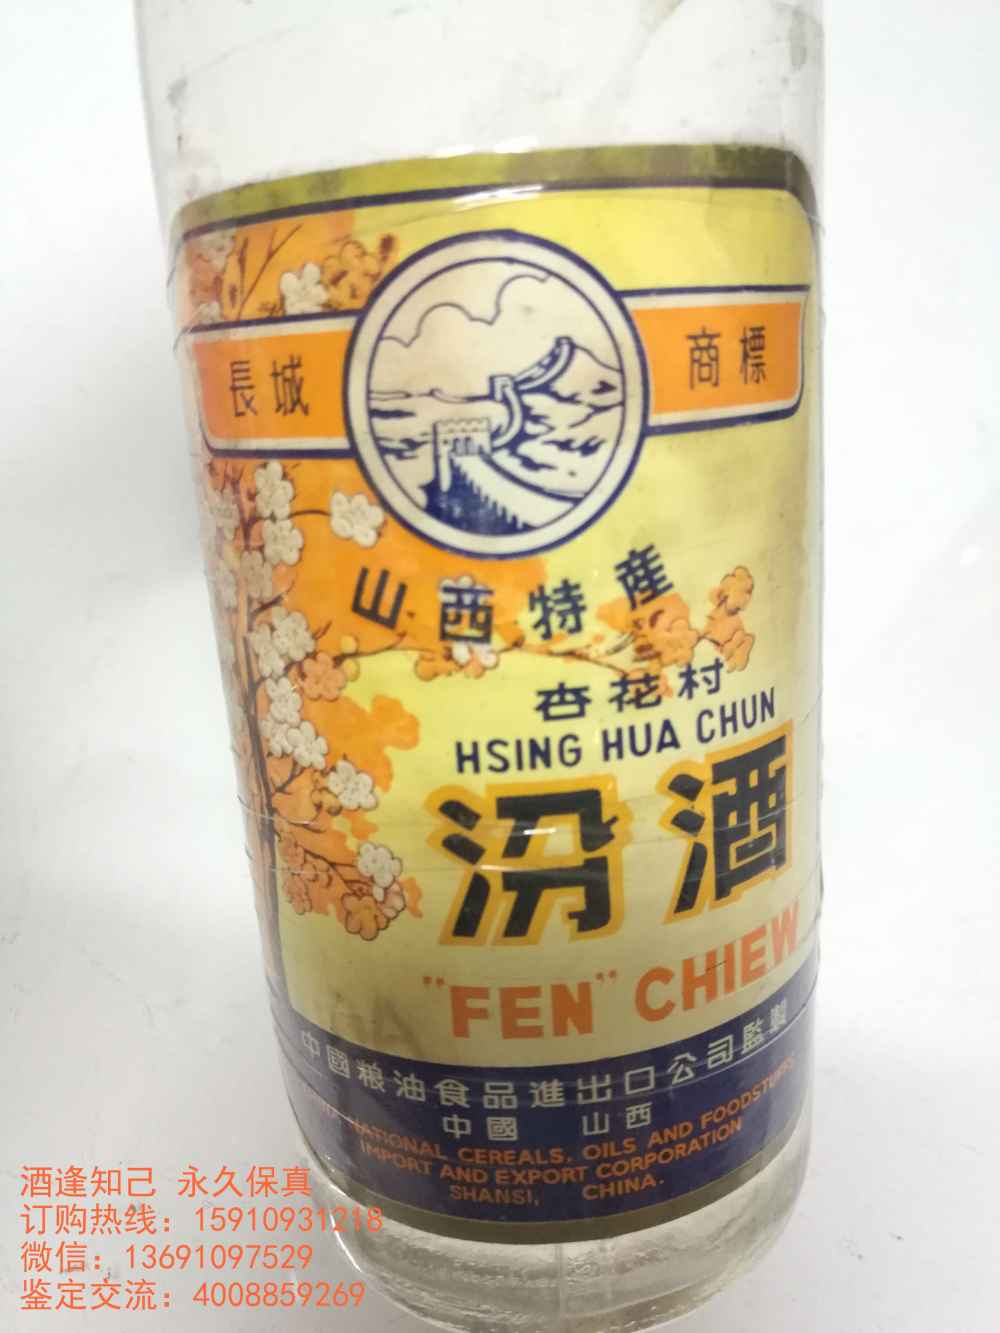 長城 商標
山西特產
杏花村
HSING HUA CHUN
汾酒
"FEN" CHIEW
中國粮油食品進出口公司監製
中國 山西
NATIONAL CEREALS, OILS AND FOODSTUFFS
IMPORT AND EXPORT CORPORATION
SHANSI, CHINA.
酒逢知己 永久保真
订购热线：15910931218
微信：13691097529
鉴定交流：4008859269